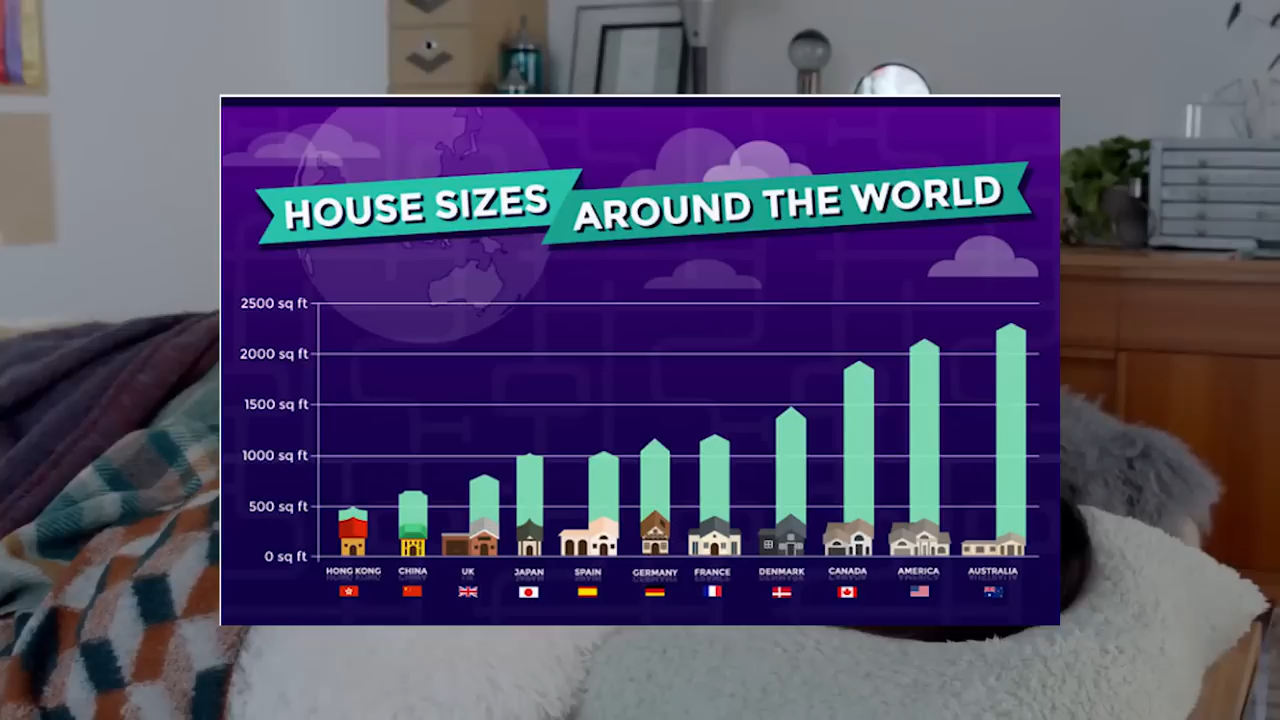 HOUSE SIZES
AROUND THE WORLD
2500 sq ft
2000 sq ft
1500 sq ft
1000 sq ft
500 sq ft
0 sq ft
HONG KONG
CHINA
UK
JAPAN
SPAIN
GERMANY
FRANCE
DENMARK
CANADA
AMERICA
AUSTRALIA